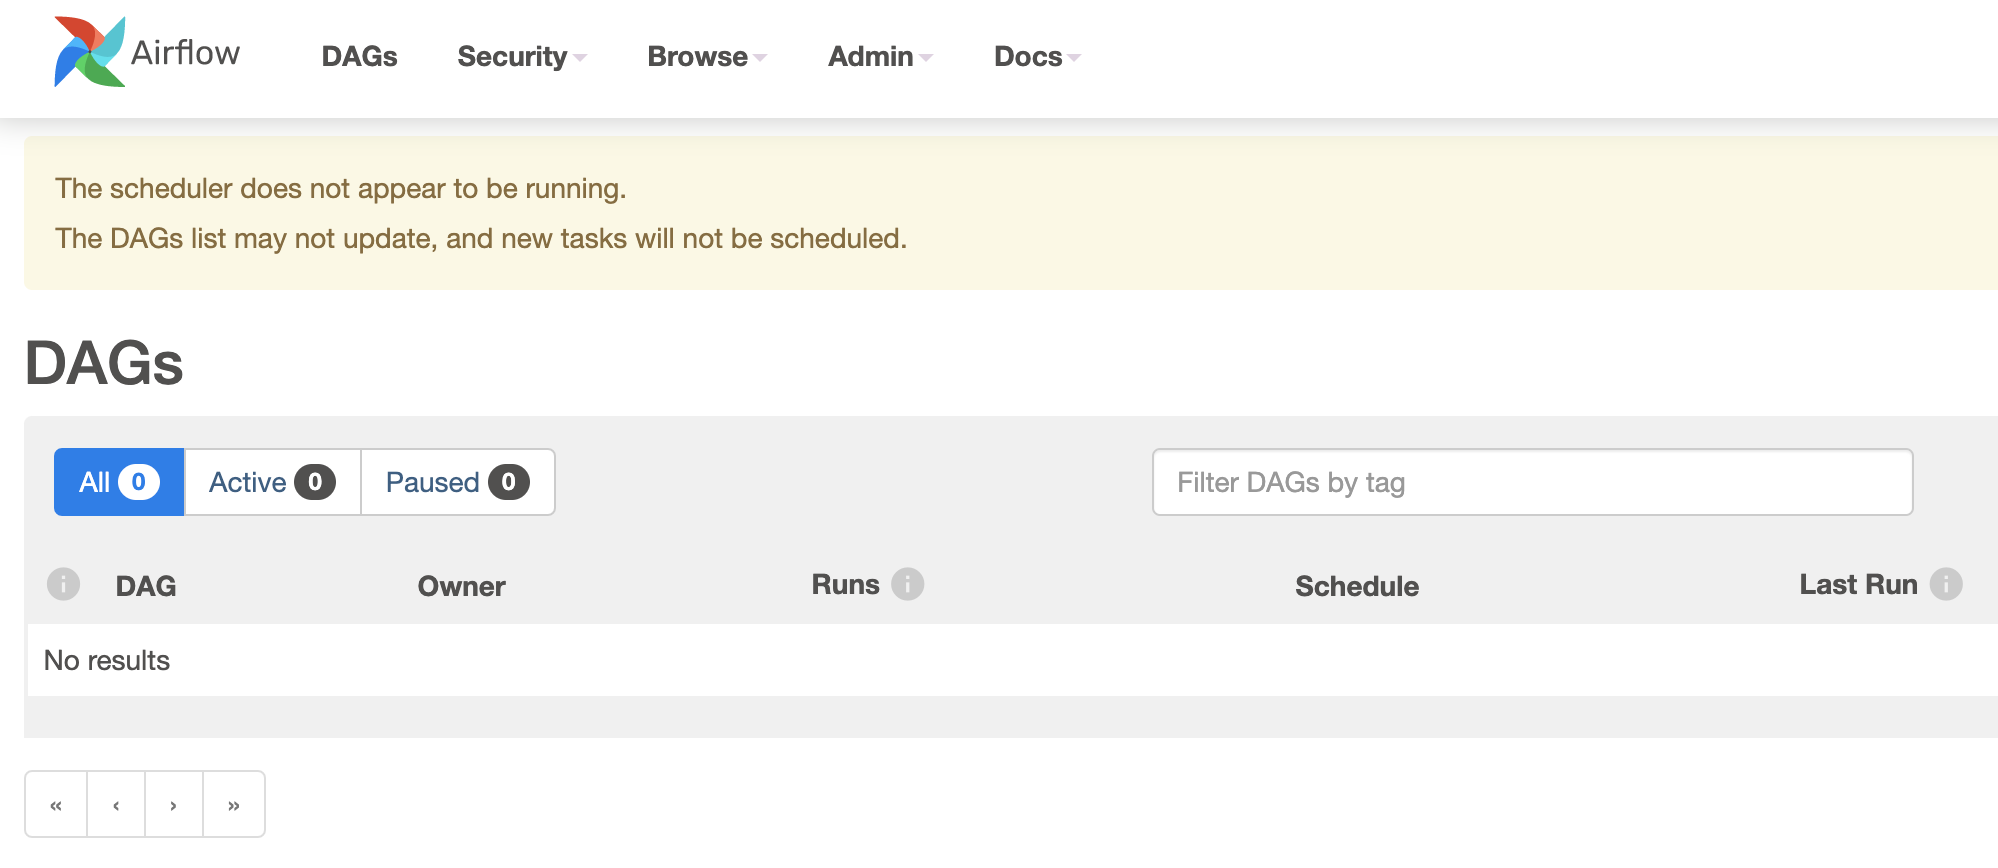 Airflow DAGs Security Browse Admin Docs
The scheduler does not appear to be running.
The DAGs list may not update, and new tasks will not be scheduled.
DAGs
All 0 Active 0 Paused 0 Filter DAGs by tag
i DAG Owner Runs i Schedule Last Run i
No results
« ‹ › »